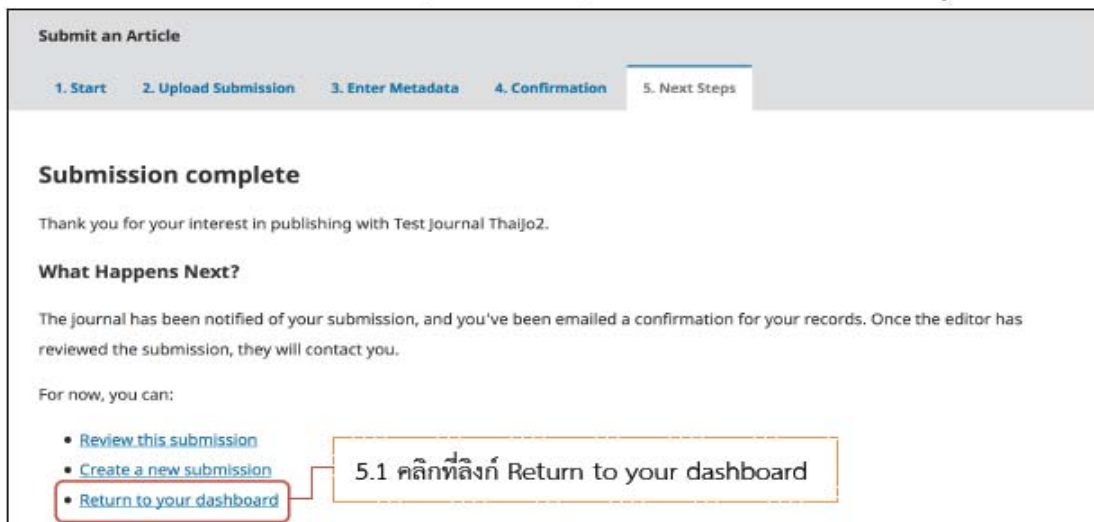 Submit an Article
1. Start 2. Upload Submission 3. Enter Metadata 4. Confirmation 5. Next Steps
Submission complete
Thank you for your interest in publishing with Test Journal ThaiJo2.
What Happens Next?
The journal has been notified of your submission, and you've been emailed a confirmation for your records. Once the editor has
reviewed the submission, they will contact you.
For now, you can:
• Review this submission
• Create a new submission
• Return to your dashboard
5.1 คลิกที่ลิงก์ Return to your dashboard